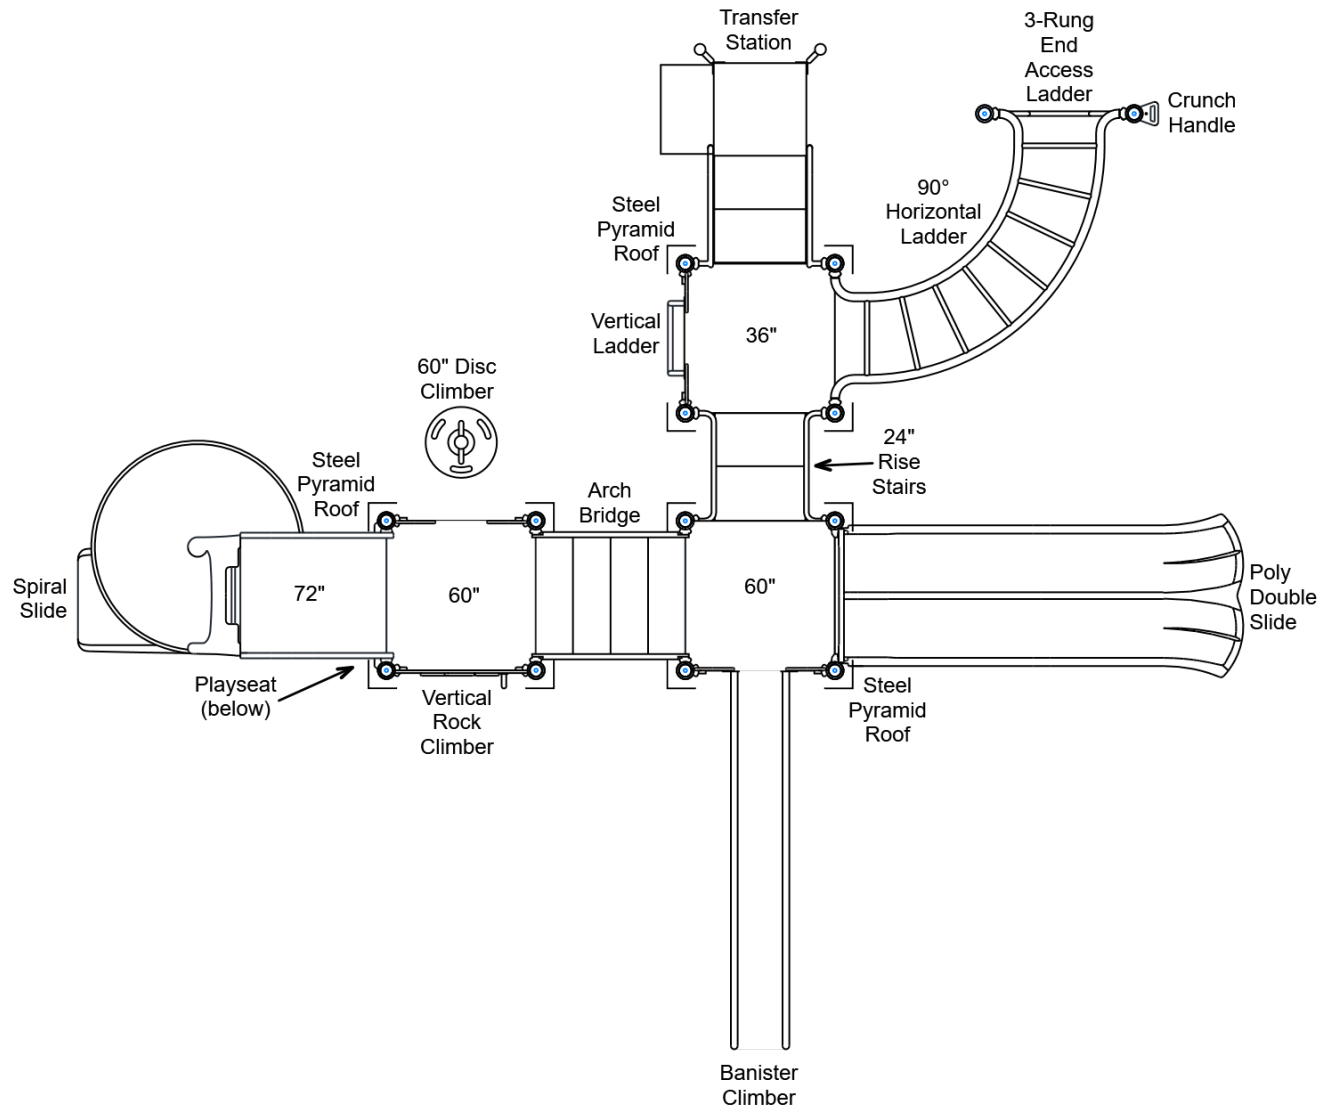 Transfer
Station
3-Rung
End
Access
Ladder
Crunch
Handle
90°
Horizontal
Ladder
Steel
Pyramid
Roof
Vertical
Ladder
36"
60" Disc
Climber
24"
Rise
Stairs
Steel
Pyramid
Roof
Arch
Bridge
Spiral
Slide
72"
60"
60"
Poly
Double
Slide
Playseat
(below)
Vertical
Rock
Climber
Steel
Pyramid
Roof
Banister
Climber